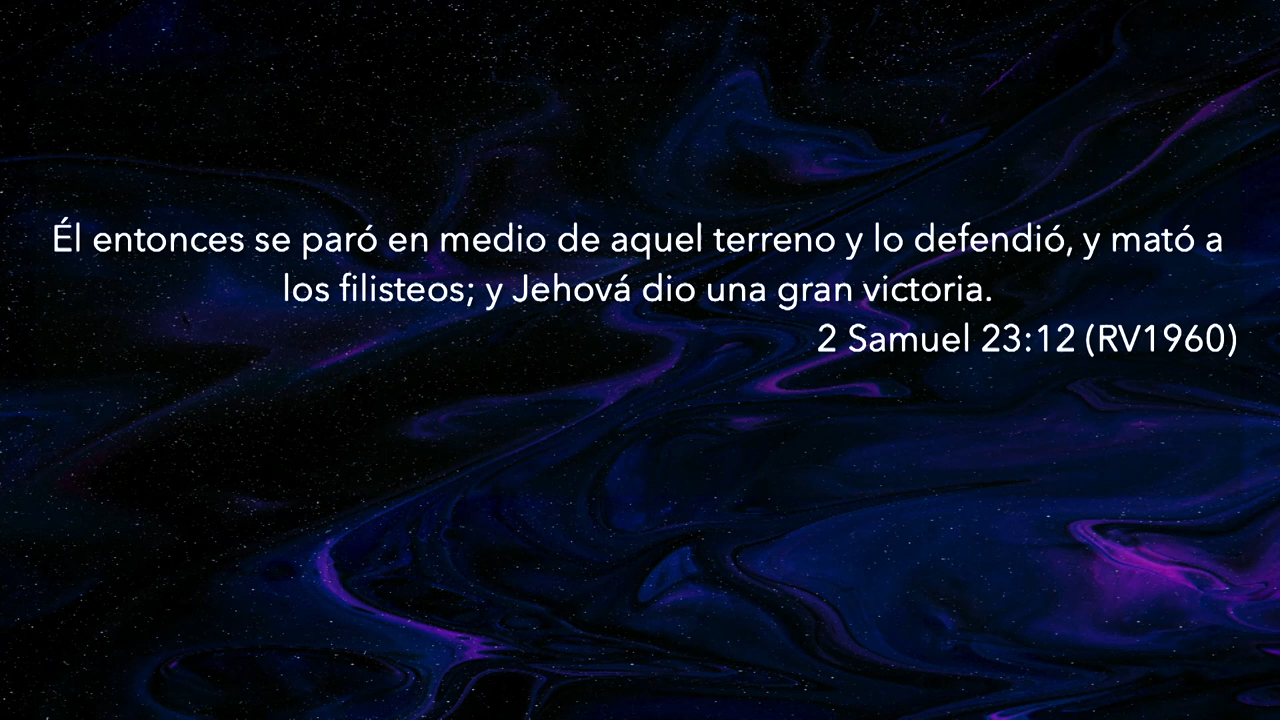 Él entonces se paró en medio de aquel terreno y lo defendió, y mató a
los filisteos; y Jehová dio una gran victoria.
2 Samuel 23:12 (RV1960)